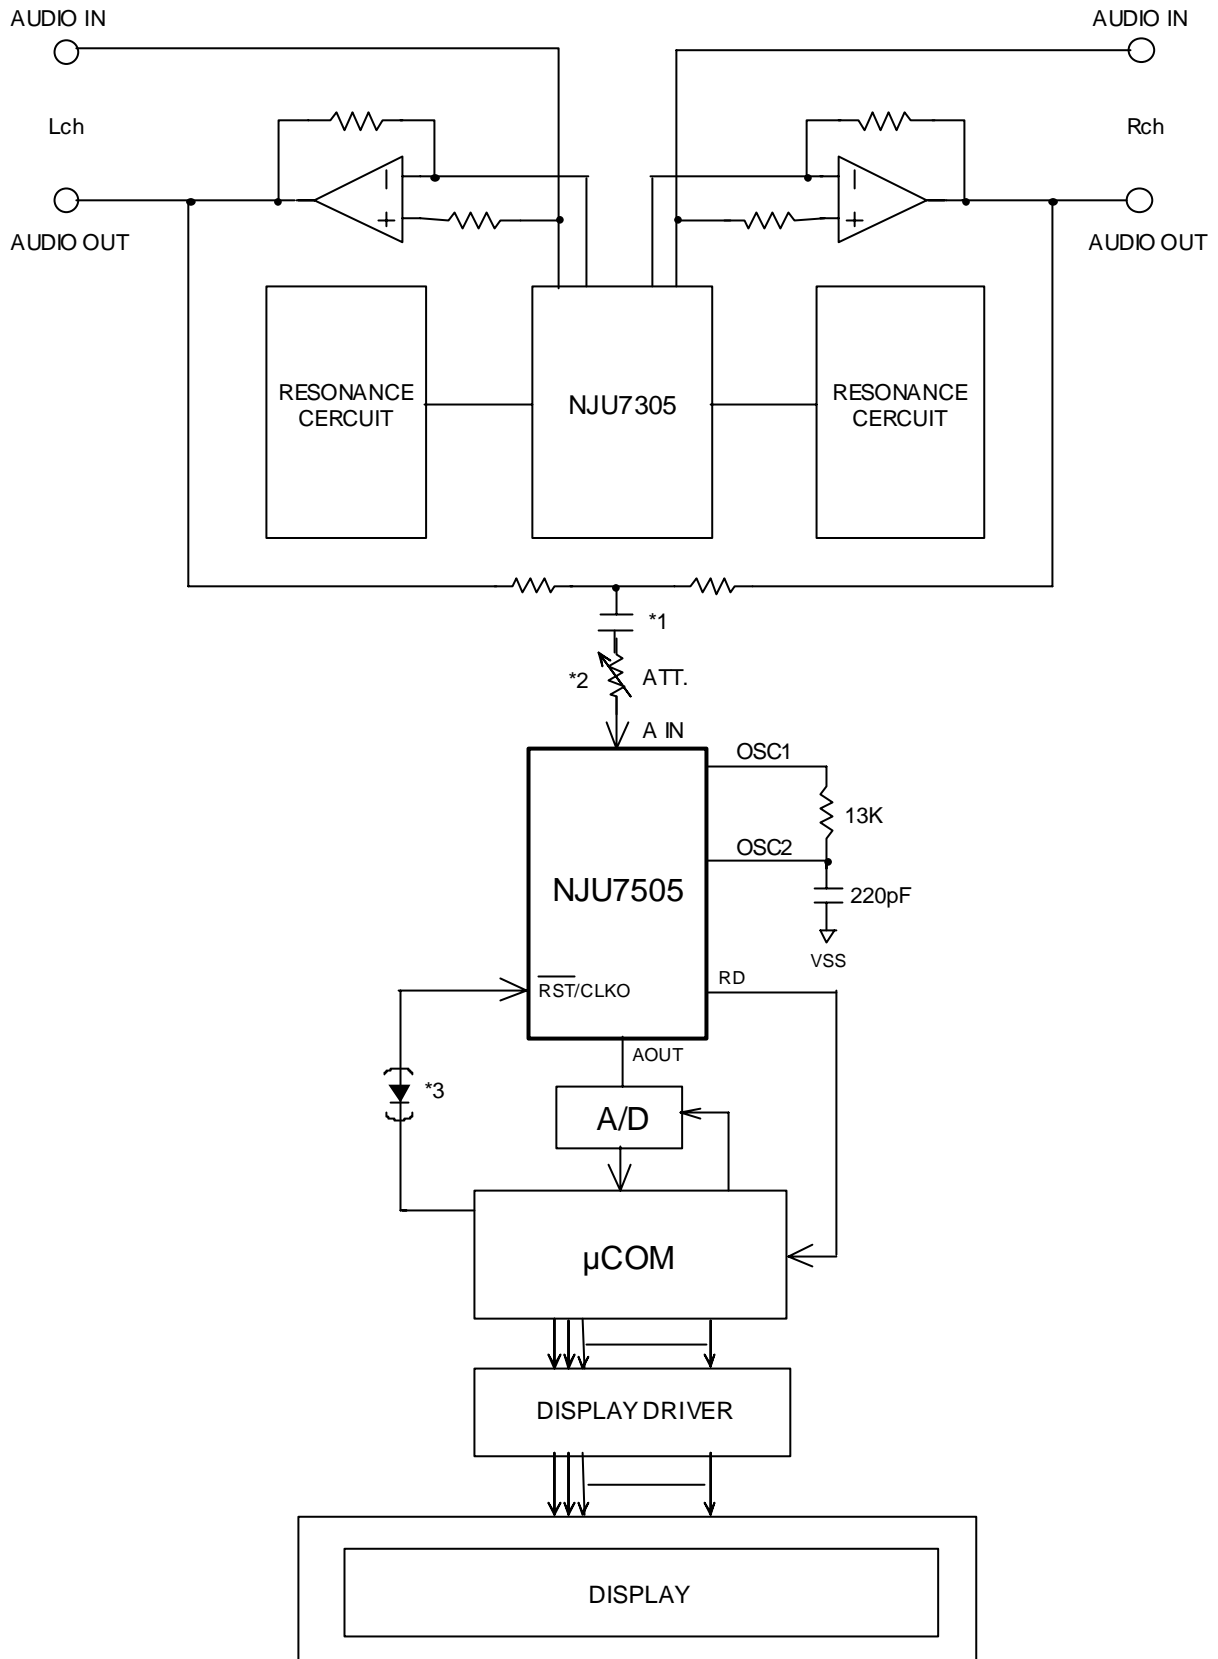 AUDIO IN
AUDIO IN
Lch
Rch
AUDIO OUT
AUDIO OUT
RESONANCE
CERCUIT
NJU7305
RESONANCE
CERCUIT
*1
*2
ATT.
A IN
OSC1
13K
OSC2
NJU7505
220pF
VSS
RD
RST/CLKO
AOUT
*3
A/D
µCOM
DISPLAY DRIVER
DISPLAY